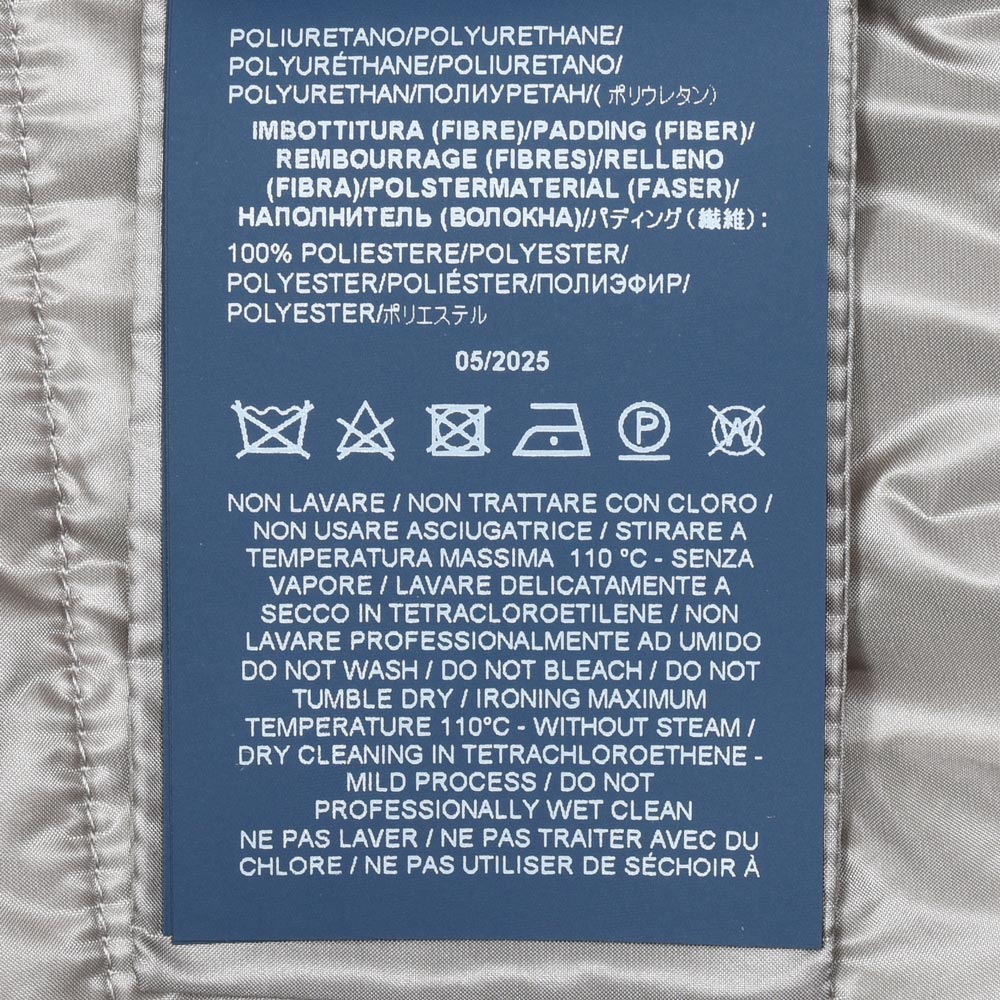 POLIURETANO/POLYURETHANE/
POLYURÉTHANE/POLIURETANO/
POLYURETHAN/ПОЛИУРЕТАН/( ポリウレタン)
IMBOTTITURA (FIBRE)/PADDING (FIBER)/
REMBOURRAGE (FIBRES)/RELLENO
(FIBRA)/POLSTERMATERIAL (FASER)/
НАПОЛНИТЕЛЬ (ВОЛОКНА)/パディング(繊維):
100% POLIESTERE/POLYESTER/
POLYESTER/POLIÉSTER/ПОЛИЭФИР/
POLYESTER/ポリエステル
05/2025
P W
NON LAVARE / NON TRATTARE CON CLORO /
NON USARE ASCIUGATRICE / STIRARE A
TEMPERATURA MASSIMA 110 °C - SENZA
VAPORE / LAVARE DELICATAMENTE A
SECCO IN TETRACLOROETILENE / NON
LAVARE PROFESSIONALMENTE AD UMIDO
DO NOT WASH / DO NOT BLEACH / DO NOT
TUMBLE DRY / IRONING MAXIMUM
TEMPERATURE 110°C - WITHOUT STEAM /
DRY CLEANING IN TETRACHLOROETHENE -
MILD PROCESS / DO NOT
PROFESSIONALLY WET CLEAN
NE PAS LAVER / NE PAS TRAITER AVEC DU
CHLORE / NE PAS UTILISER DE SÉCHOIR À